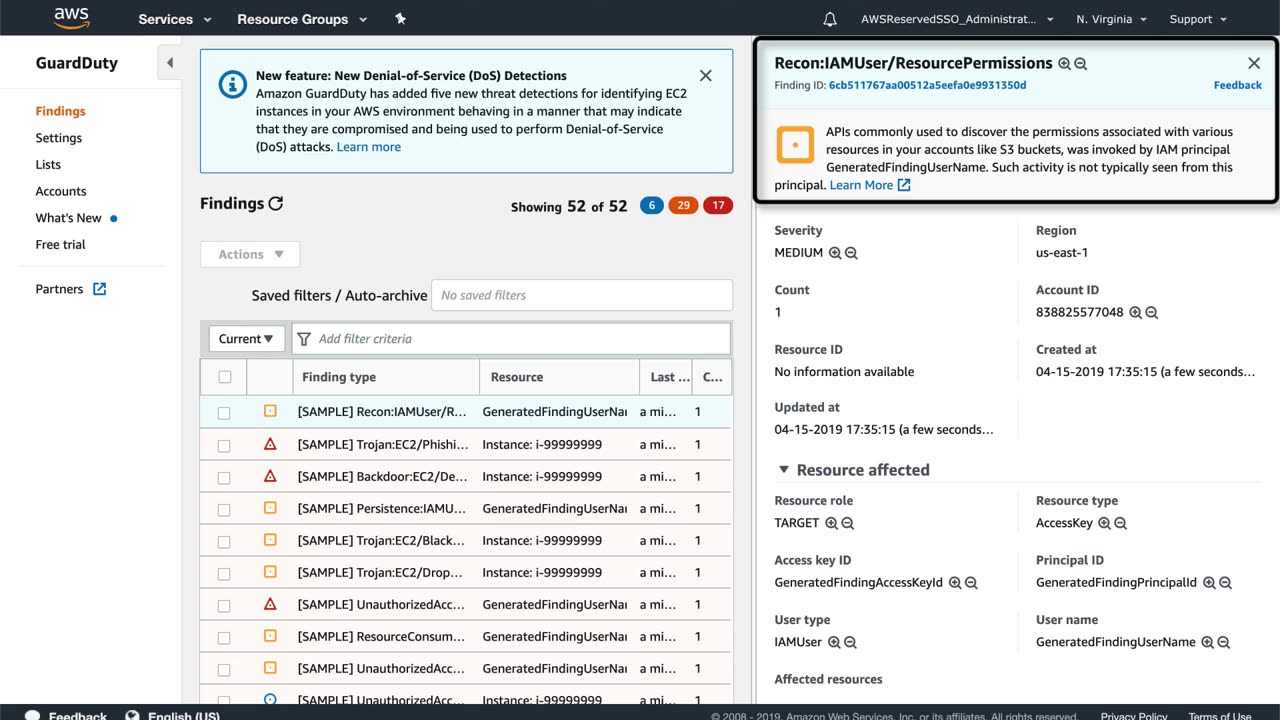 aws
Services
Resource Groups
AWSReservedSSO_Administrat...
N. Virginia
Support
GuardDuty
Findings
Settings
Lists
Accounts
What's New
Free trial
Partners
New feature: New Denial-of-Service (DoS) Detections
Amazon GuardDuty has added five new threat detections for identifying EC2
instances in your AWS environment behaving in a manner that may indicate
that they are compromised and being used to perform Denial-of-Service
(DoS) attacks. Learn more
Findings
Showing 52 of 52 6 29 17
Actions
Saved filters / Auto-archive No saved filters
Current Add filter criteria
Finding type Resource Last ... C...
[SAMPLE] Recon:IAMUser/R... GeneratedFindingUserNa a mi... 1
[SAMPLE] Trojan:EC2/Phishi... Instance: i-99999999 a mi... 1
[SAMPLE] Backdoor:EC2/De... Instance: i-99999999 a mi... 1
[SAMPLE] Persistence:IAMU... GeneratedFindingUserNa a mi... 1
[SAMPLE] Trojan:EC2/Black... Instance: i-99999999 a mi... 1
[SAMPLE] Trojan:EC2/Drop... Instance: i-99999999 a mi... 1
[SAMPLE] UnauthorizedAcc... GeneratedFindingUserNa a mi... 1
[SAMPLE] ResourceConsum... GeneratedFindingUserNa a mi... 1
[SAMPLE] UnauthorizedAcc... GeneratedFindingUserNa a mi... 1
[SAMPLE] UnauthorizedAcc... Instance: i-99999999 a mi... 1
Recon:IAMUser/ResourcePermissions
Finding ID: 6cb511767aa00512a5eefa0e9931350d
Feedback
APIs commonly used to discover the permissions associated with various
resources in your accounts like S3 buckets, was invoked by IAM principal
GeneratedFindingUserName. Such activity is not typically seen from this
principal. Learn More
Severity
MEDIUM
Region
us-east-1
Count
1
Account ID
838825577048
Resource ID
No information available
Created at
04-15-2019 17:35:15 (a few seconds...
Updated at
04-15-2019 17:35:15 (a few seconds...
Resource affected
Resource role
TARGET
Resource type
AccessKey
Access key ID
GeneratedFindingAccessKeyId
Principal ID
GeneratedFindingPrincipalId
User type
IAMUser
User name
GeneratedFindingUserName
Affected resources
Feedback
English (US)
© 2008 - 2019, Amazon Web Services, Inc. or its affiliates. All rights reserved.
Privacy Policy
Terms of Use